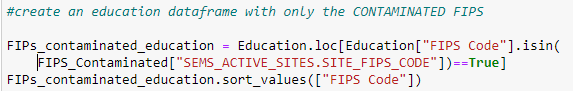 #create an education dataframe with only the CONTAMINATED FIPS
FIPs_contaminated_education = Education.loc[Education["FIPS Code"].isin(
FIPS_Contaminated["SEMS_ACTIVE_SITES.SITE_FIPS_CODE"])==True]
FIPs_contaminated_education.sort_values(["FIPS Code"])